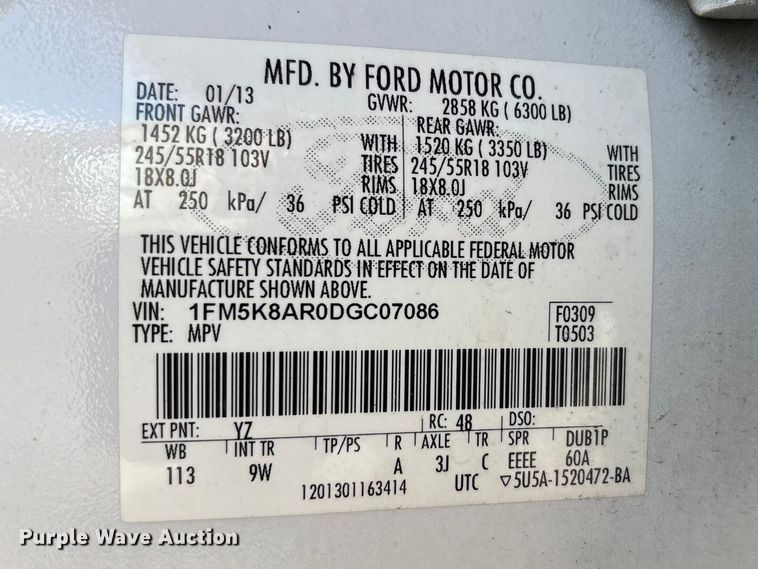 MFD. BY FORD MOTOR CO.
DATE: 01/13 GVWR: 2858 KG ( 6300 LB)
FRONT GAWR: REAR GAWR:
1452 KG ( 3200 LB) WITH 1520 KG ( 3350 LB) WITH
245/55R18 103V TIRES 245/55R18 103V TIRES
18X8.0J RIMS 18X8.0J RIMS
AT 250 kPa/ 36 PSI COLD AT 250 kPa/ 36 PSI COLD
Ford
THIS VEHICLE CONFORMS TO ALL APPLICABLE FEDERAL MOTOR
VEHICLE SAFETY STANDARDS IN EFFECT ON THE DATE OF
MANUFACTURE SHOWN ABOVE.
VIN: 1FM5K8AR0DGC07086 F0309
TYPE: MPV T0503
EXT PNT: YZ RC: 48 DSO:
WB INT TR TP/PS R AXLE TR SPR DUB1P
113 9W A 3J C EEEE 60A
1201301163414 UTC ▽5U5A-1520472-BA
Purple Wave Auction